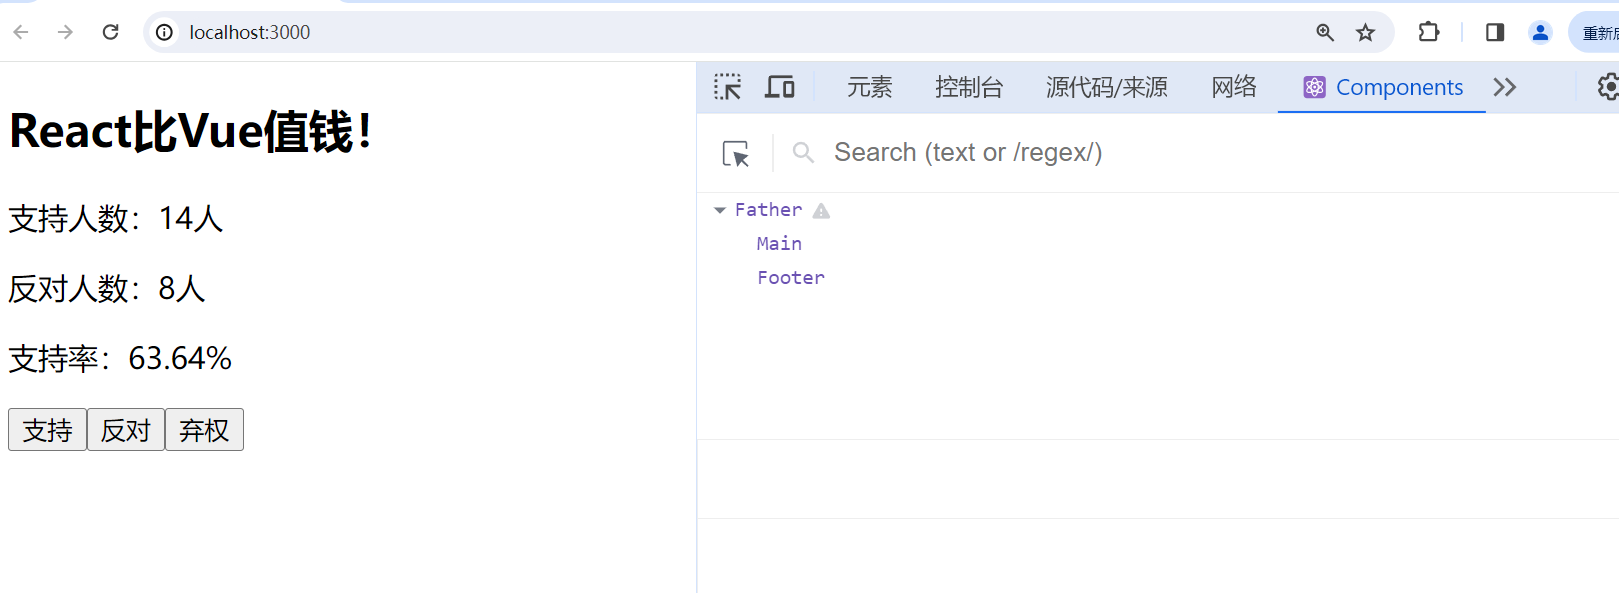 localhost:3000
重新启
React比Vue值钱！
支持人数：14人
反对人数：8人
支持率：63.64%
支持 反对 弃权
元素 控制台 源代码/来源 网络 Components
Search (text or /regex/)
Father
Main
Footer